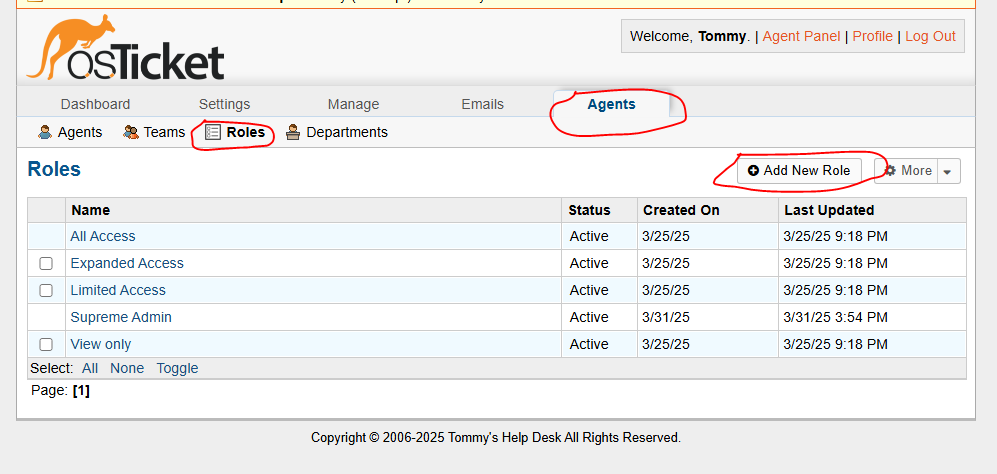 Welcome, Tommy. | Agent Panel | Profile | Log Out
osTicket
Dashboard Settings Manage Emails Agents
Agents Teams Roles Departments
Roles
Add New Role More
Name Status Created On Last Updated
All Access Active 3/25/25 3/25/25 9:18 PM
Expanded Access Active 3/25/25 3/25/25 9:18 PM
Limited Access Active 3/25/25 3/25/25 9:18 PM
Supreme Admin Active 3/31/25 3/31/25 3:54 PM
View only Active 3/25/25 3/25/25 9:18 PM
Select: All None Toggle
Page: [1]
Copyright © 2006-2025 Tommy's Help Desk All Rights Reserved.